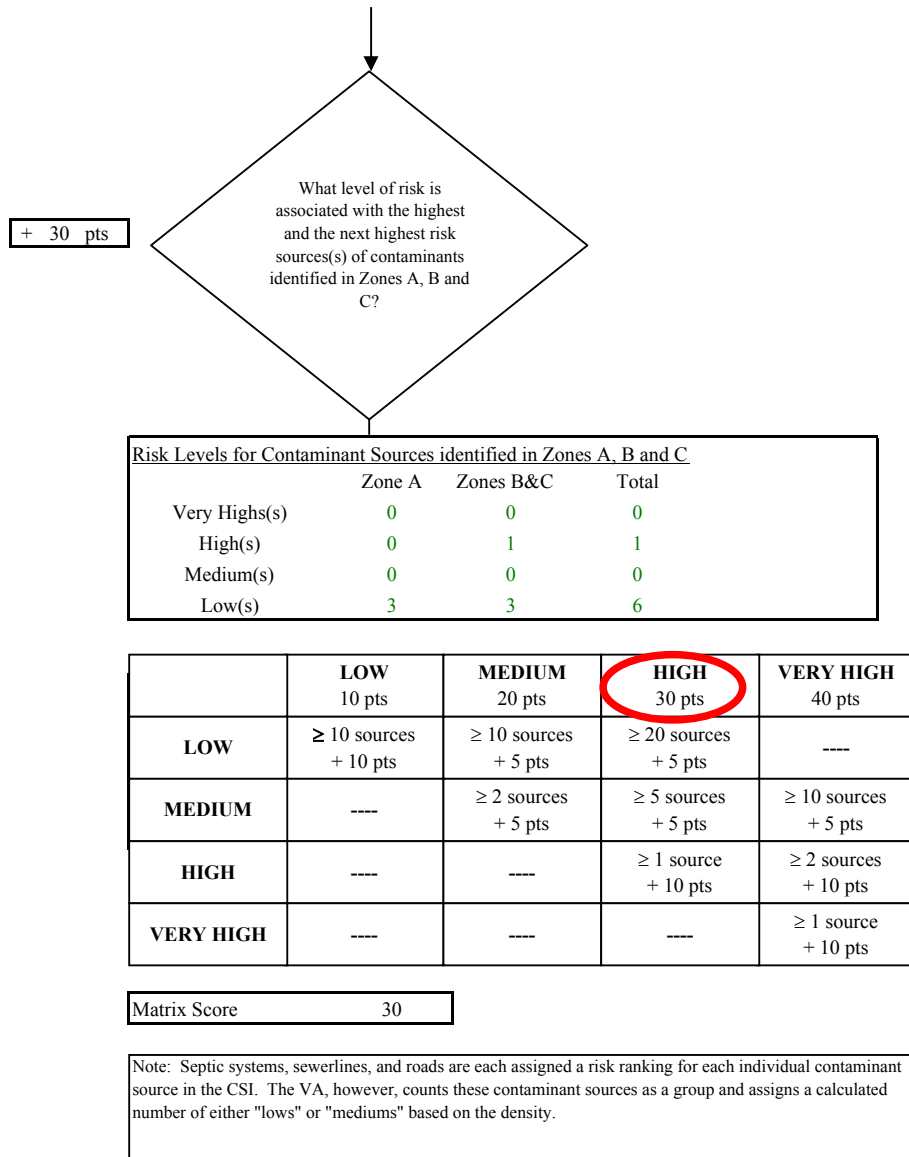 What level of risk is
associated with the highest
and the next highest risk
sources(s) of contaminants
identified in Zones A, B and
C?
+ 30 pts
Risk Levels for Contaminant Sources identified in Zones A, B and C
Zone A Zones B&C Total
Very Highs(s) 0 0 0
High(s) 0 1 1
Medium(s) 0 0 0
Low(s) 3 3 6
LOW MEDIUM HIGH VERY HIGH
10 pts 20 pts 30 pts 40 pts
LOW ≥ 10 sources ≥ 10 sources ≥ 20 sources ----
+ 10 pts + 5 pts + 5 pts
MEDIUM ---- ≥ 2 sources ≥ 5 sources ≥ 10 sources
+ 5 pts + 5 pts + 5 pts
HIGH ---- ---- ≥ 1 source ≥ 2 sources
+ 10 pts + 10 pts
VERY HIGH ---- ---- ---- ≥ 1 source
+ 10 pts
Matrix Score 30
Note: Septic systems, sewerlines, and roads are each assigned a risk ranking for each individual contaminant
source in the CSI. The VA, however, counts these contaminant sources as a group and assigns a calculated
number of either "lows" or "mediums" based on the density.